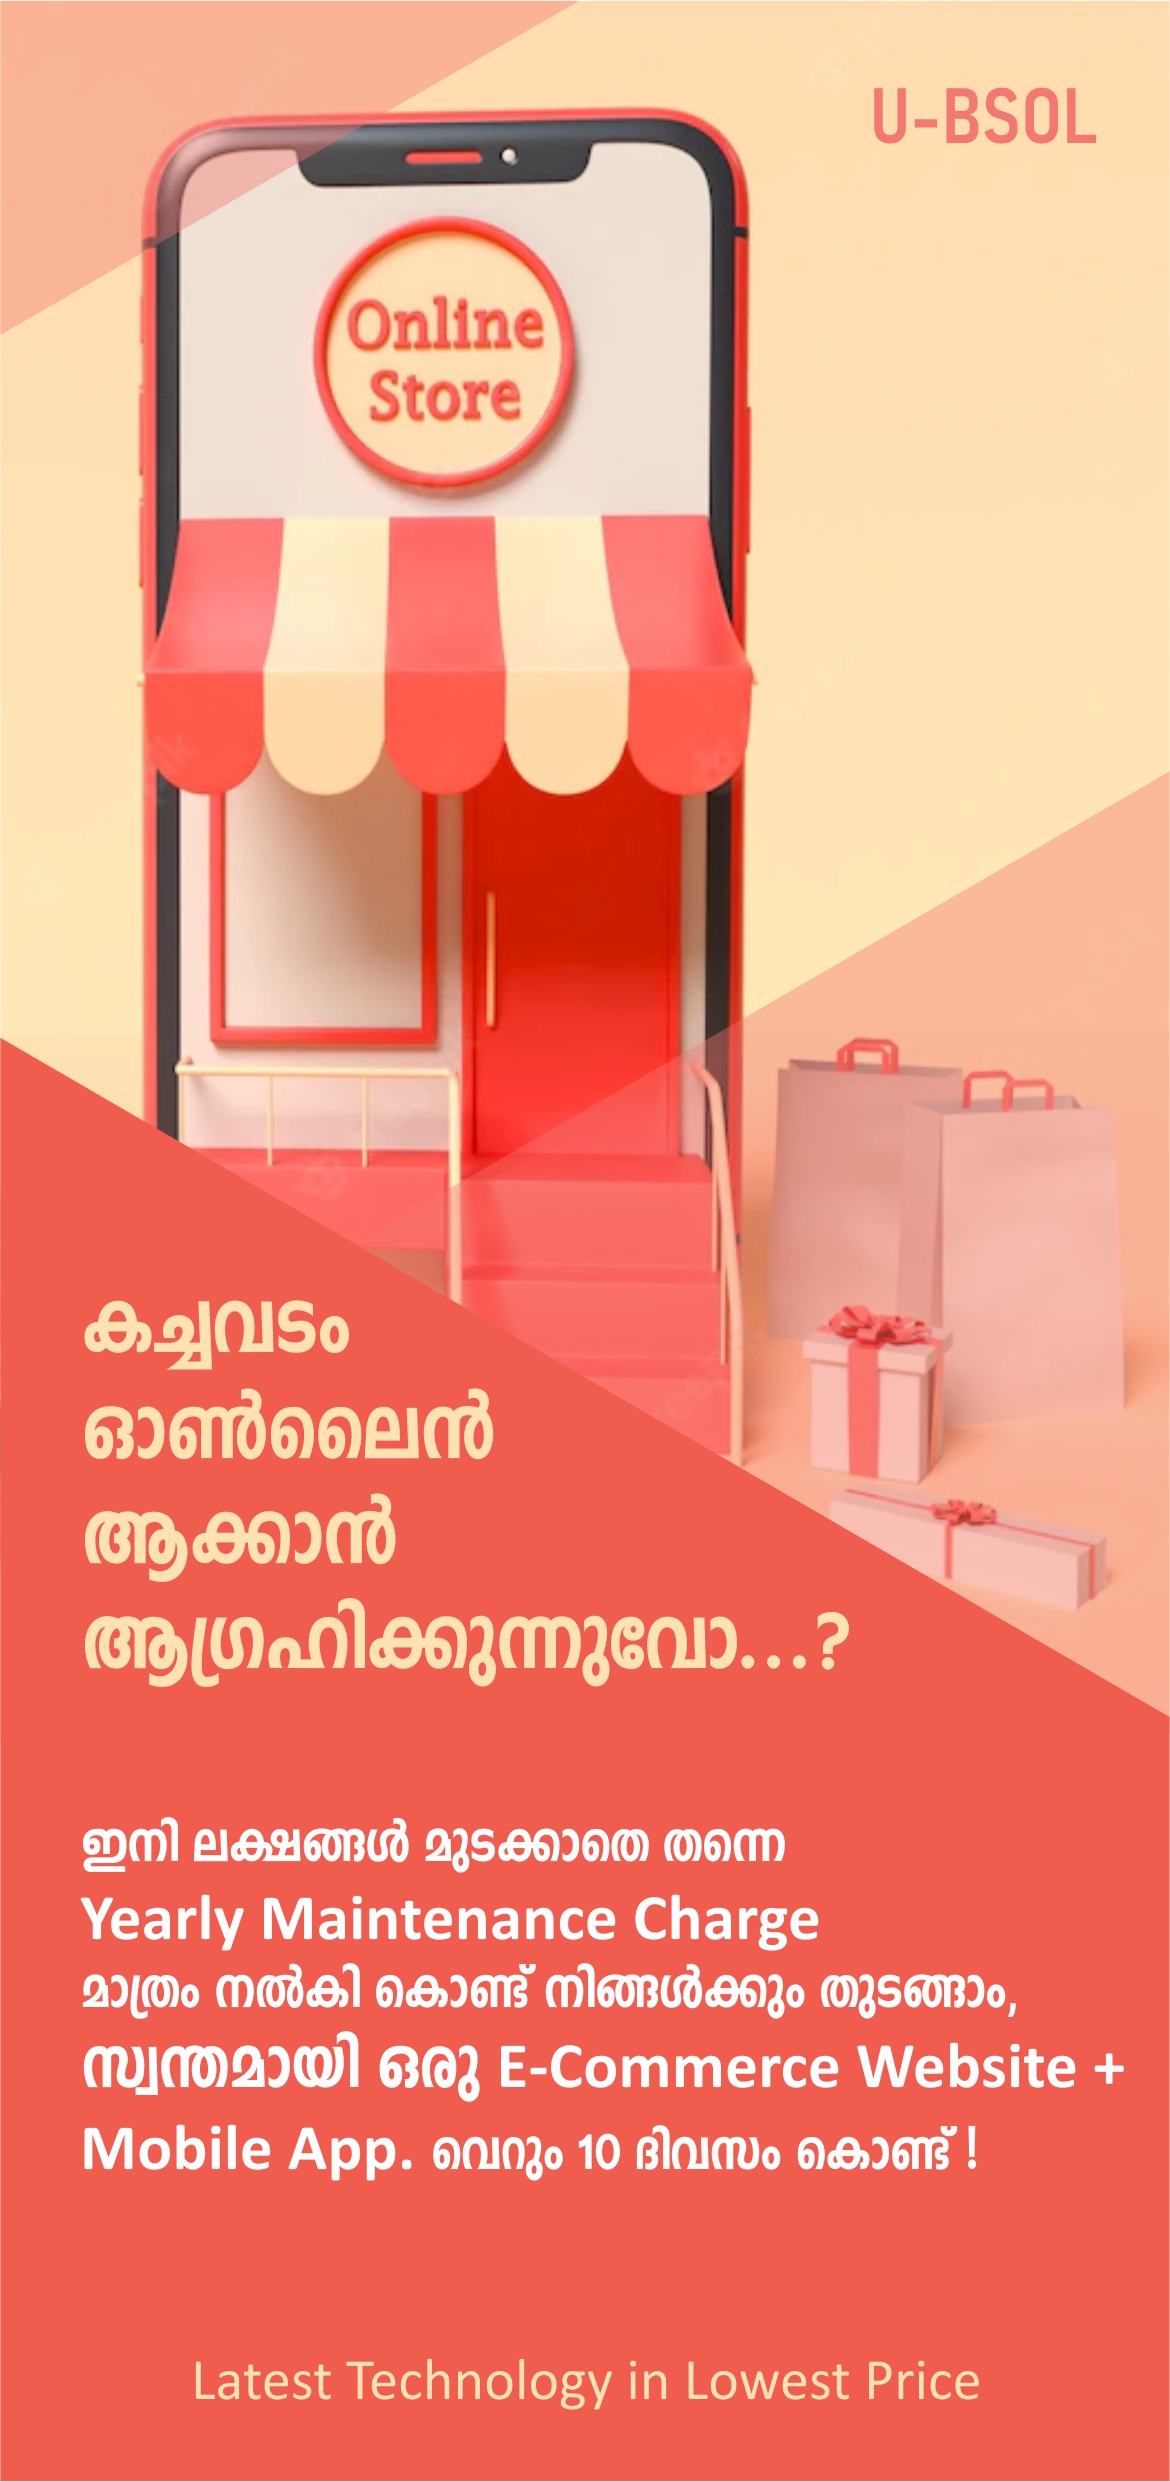 U-BSOL
Online
Store
കച്ചവടം
ഓൺലൈൻ
ആക്കാൻ
ആഗ്രഹിക്കുന്നുവോ...?
ഇനി ലക്ഷങ്ങൾ മുടക്കാതെ തന്നെ
Yearly Maintenance Charge
മാത്രം നൽകി കൊണ്ട് നിങ്ങൾക്കും തുടങ്ങാം,
സ്വന്തമായി ഒരു E-Commerce Website +
Mobile App. വെറും 10 ദിവസം കൊണ്ട് !
Latest Technology in Lowest Price